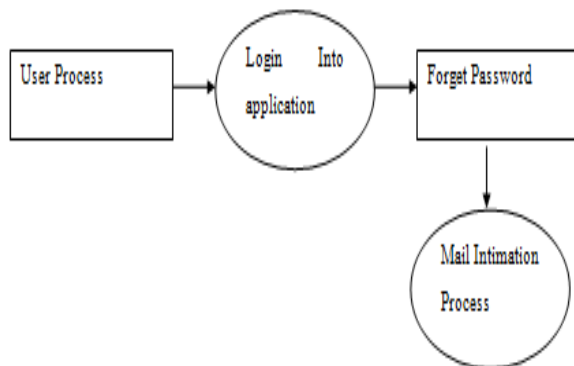 User Process
Login Into
application
Forget Password
Mail Intimation
Process